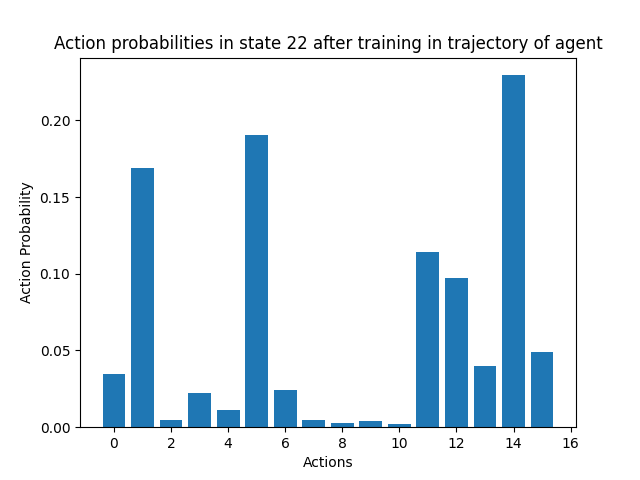 Action probabilities in state 22 after training in trajectory of agent
0.20
0.15
0.10
0.05
0.00
Action Probability
0 2 4 6 8 10 12 14 16
Actions